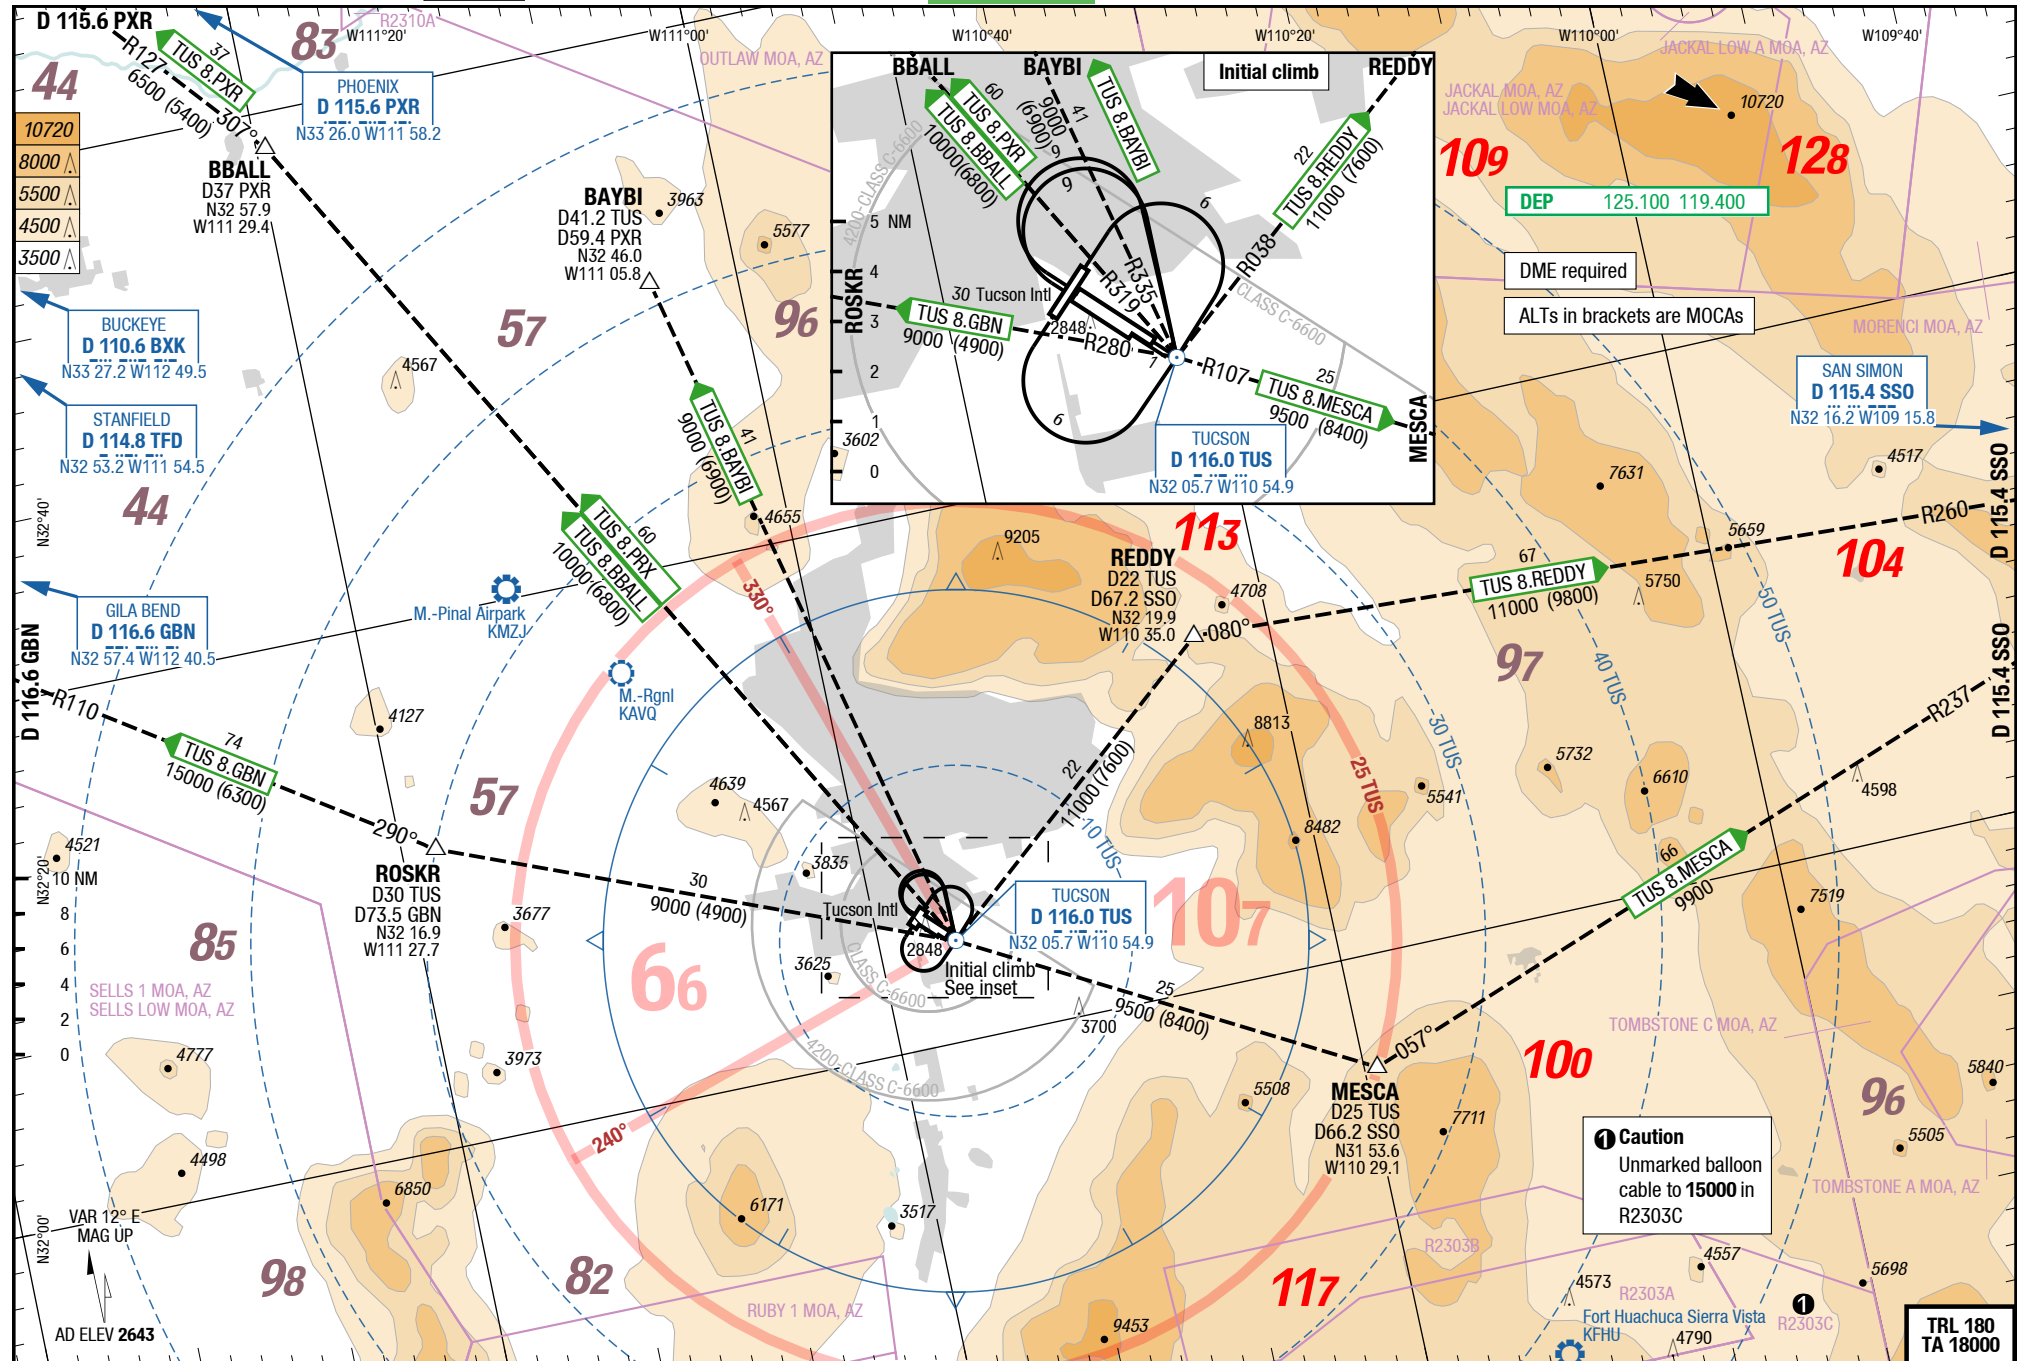 D 115.6 PXR
R127
6500 (5400)
37
TUS 8.PXR
307°
R2310A
83
W111°20'
W111°00'
W110°40'
W110°20'
W110°00'
W109°40'
44
PHOENIX
D 115.6 PXR
N33 26.0 W111 58.2
10720
8000
5500
4500
3500
BBALL
D37 PXR
N32 57.9
W111 29.4
BAYBI
D41.2 TUS
D59.4 PXR
N32 46.0
W111 05.8
3963
5577
OUTLAW MOA, AZ
96
57
BUCKEYE
D 110.6 BXK
N33 27.2 W112 49.5
STANFIELD
D 114.8 TFD
N32 53.2 W111 54.5
4567
44
N32°40'
41
TUS 8.BAYBI
9000 (6900)
4655
60
TUS 8.PRX
TUS 8.BBALL
10000(6800)
3602
BBALL
BAYBI
Initial climb
REDDY
60
TUS 8.PXR
TUS 8.BBALL
10000(6800)
41
9000
(6900)
TUS 8.BAYBI
22
TUS 8.REDDY
11000 (7600)
4200-CLASS C-6600
CLASS C-6600
5 NM
4
3
2
1
0
9
9
6
6
1
R319
R335
R038
ROSKR
30
Tucson Intl
TUS 8.GBN
9000 (4900)
2848
R280
R107
25
TUS 8.MESCA
9500 (8400)
MESCA
TUCSON
D 116.0 TUS
N32 05.7 W110 54.9
JACKAL LOW A MOA, AZ
JACKAL MOA, AZ
JACKAL LOW MOA, AZ
10720
109
128
DEP 125.100 119.400
DME required
ALTs in brackets are MOCAs
MORENCI MOA, AZ
SAN SIMON
D 115.4 SSO
N32 16.2 W109 15.8
4517
7631
5659
R260
D 115.4 SSO
104
67
TUS 8.REDDY
11000 (9800)
5750
50 TUS
40 TUS
30 TUS
25 TUS
10 TUS
97
113
9205
REDDY
D22 TUS
D67.2 SSO
N32 19.9
W110 35.0
4708
080°
M.-Pinal Airpark
KMZJ
M.-Rgnl
KAVQ
330°
GILA BEND
D 116.6 GBN
N32 57.4 W112 40.5
D 116.6 GBN
R110
74
TUS 8.GBN
15000 (6300)
4127
57
290°
ROSKR
D30 TUS
D73.5 GBN
N32 16.9
W111 27.7
4639
4567
3835
30
9000 (4900)
Tucson Intl
3677
3625
2848
22
11000 (7600)
8813
8482
5541
5732
6610
4598
R237
D 115.4 SSO
66
TUS 8.MESCA
9900
7519
TUCSON
D 116.0 TUS
N32 05.7 W110 54.9
Initial climb
See inset
107
66
CLASS C-6600
4200-CLASS C-6600
25
9500 (8400)
3700
057°
MESCA
D25 TUS
D66.2 SSO
N31 53.6
W110 29.1
5508
7711
100
TOMBSTONE C MOA, AZ
96
5840
5505
TOMBSTONE A MOA, AZ
1 Caution
Unmarked balloon
cable to 15000 in
R2303C
4521
N32°20'
10 NM
8
6
4
2
0
85
SELLS 1 MOA, AZ
SELLS LOW MOA, AZ
4777
3973
240°
4498
6850
6171
3517
N32°00'
VAR 12° E
MAG UP
AD ELEV 2643
98
82
RUBY 1 MOA, AZ
9453
117
R2303B
R2303A
4573
4557
5698
1
R2303C
Fort Huachuca Sierra Vista
KFHU
4790
TRL 180
TA 18000